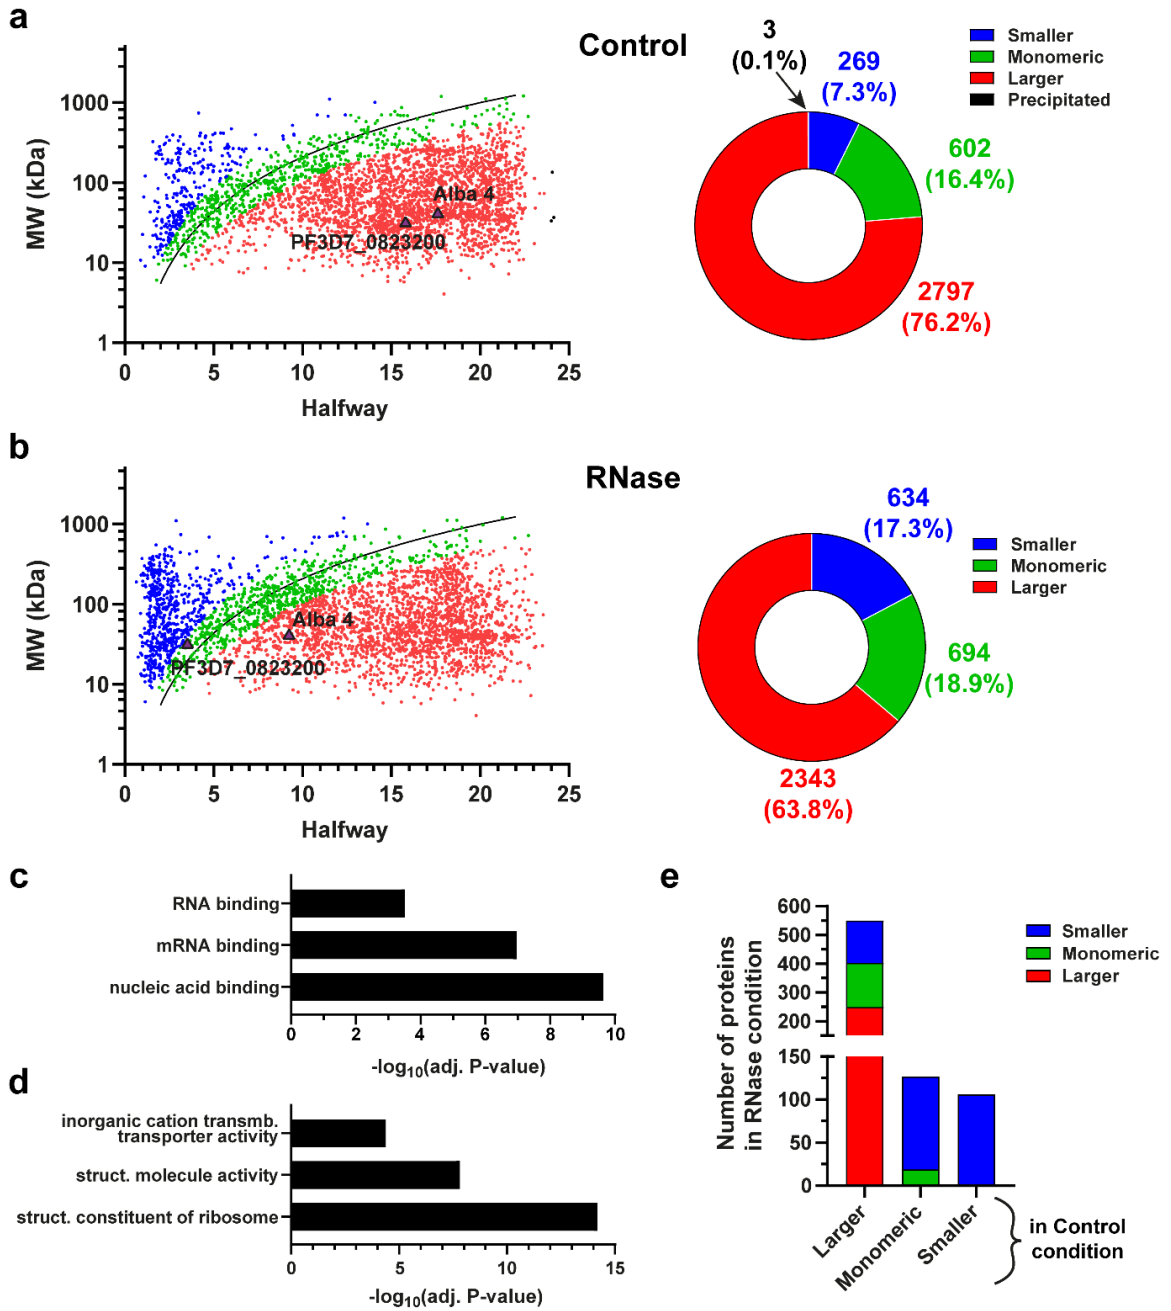 a
Control
3
(0.1%)
269
(7.3%)
602
(16.4%)
2797
(76.2%)
Smaller
Monomeric
Larger
Precipitated
MW (kDa)
1000
100
10
1
Alba 4
PF3D7_0823200
0 5 10 15 20 25
Halfway
b
RNase
634
(17.3%)
694
(18.9%)
2343
(63.8%)
Smaller
Monomeric
Larger
MW (kDa)
1000
100
10
1
Alba 4
PF3D7_0823200
0 5 10 15 20 25
Halfway
c
RNA binding
mRNA binding
nucleic acid binding
0 2 4 6 8 10
-log10(adj. P-value)
d
inorganic cation transmb.
transporter activity
struct. molecule activity
struct. constituent of ribosome
0 5 10 15
-log10(adj. P-value)
e
Number of proteins
in RNase condition
600
500
400
300
200
150
100
50
0
Larger
Monomeric
Smaller
in Control
condition
Smaller
Monomeric
Larger